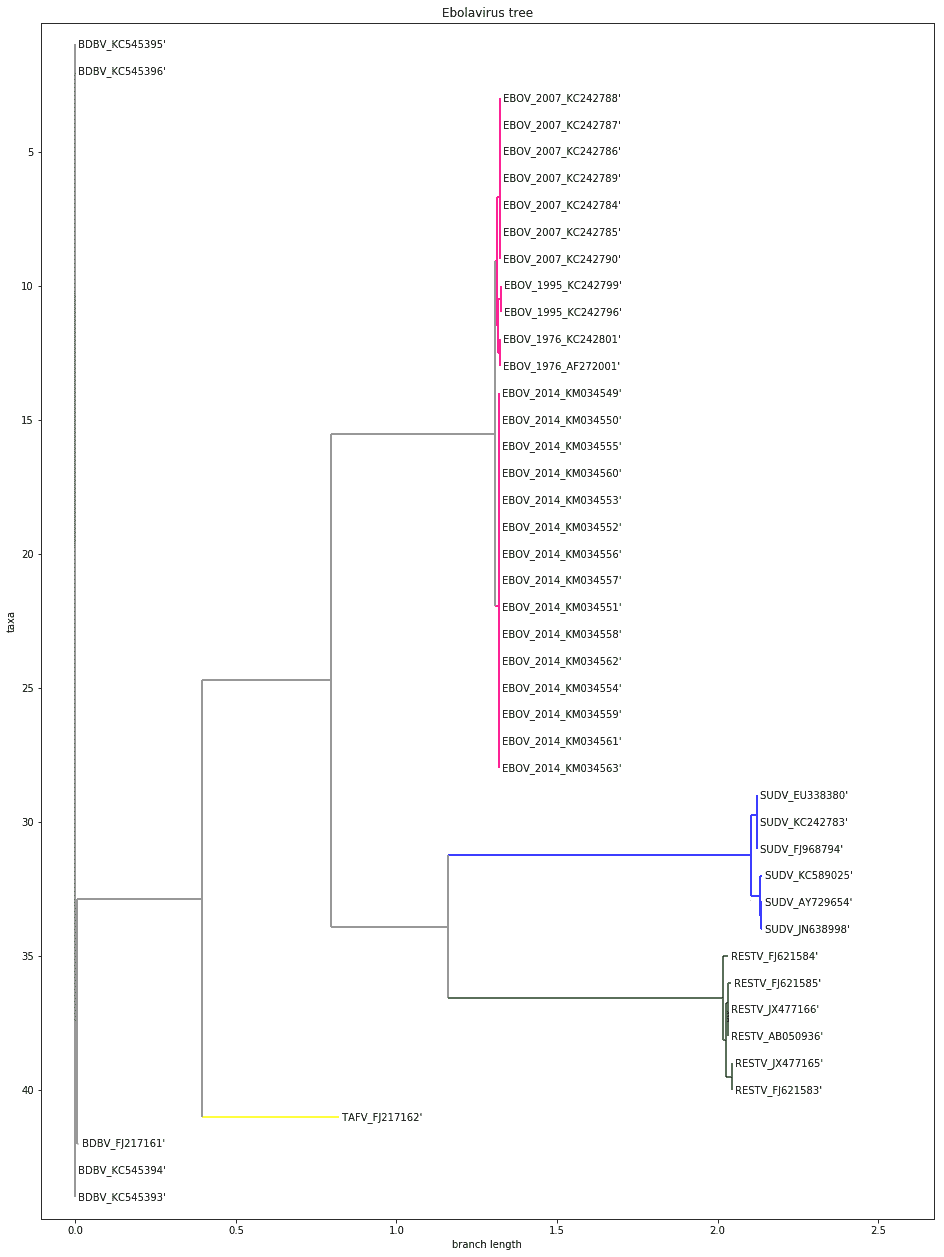 Ebolavirus tree
BDBV_KC545395'
BDBV_KC545396'
EBOV_2007_KC242788'
EBOV_2007_KC242787'
5
EBOV_2007_KC242786'
EBOV_2007_KC242789'
EBOV_2007_KC242784'
EBOV_2007_KC242785'
EBOV_2007_KC242790'
10
EBOV_1995_KC242799'
EBOV_1995_KC242796'
EBOV_1976_KC242801'
EBOV_1976_AF272001'
EBOV_2014_KM034549'
15
EBOV_2014_KM034550'
EBOV_2014_KM034555'
EBOV_2014_KM034560'
EBOV_2014_KM034553'
EBOV_2014_KM034552'
20
EBOV_2014_KM034556'
EBOV_2014_KM034557'
EBOV_2014_KM034551'
taxa
EBOV_2014_KM034558'
EBOV_2014_KM034562'
25
EBOV_2014_KM034554'
EBOV_2014_KM034559'
EBOV_2014_KM034561'
EBOV_2014_KM034563'
SUDV_EU338380'
30
SUDV_KC242783'
SUDV_FJ968794'
SUDV_KC589025'
SUDV_AY729654'
SUDV_JN638998'
35
RESTV_FJ621584'
RESTV_FJ621585'
RESTV_JX477166'
RESTV_AB050936'
RESTV_JX477165'
40
RESTV_FJ621583'
TAFV_FJ217162'
BDBV_FJ217161'
BDBV_KC545394'
BDBV_KC545393'
0.0 0.5 1.0 1.5 2.0 2.5
branch length